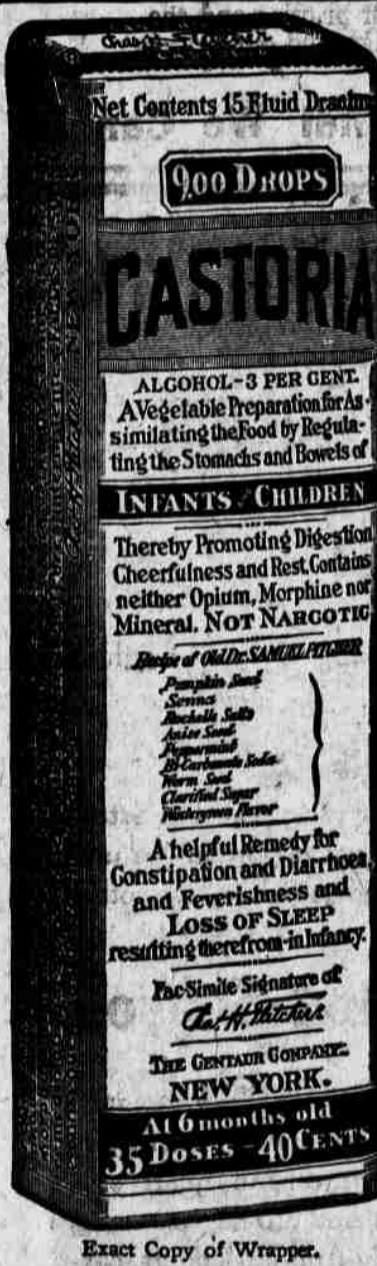 Chas. H. Fletcher
Net Contents 15 Fluid Drachm
900 DROPS
CASTORIA
ALCOHOL-3 PER CENT.
A Vegetable Preparation for As-
similating the Food by Regula-
ting the Stomachs and Bowels of
INFANTS CHILDREN
Thereby Promoting Digestion
Cheerfulness and Rest. Contains
neither Opium, Morphine nor
Mineral. NOT NARCOTIC
Recipe of Old Dr. SAMUEL PITCHER
Pumpkin Seed
Senna
Rochelle Salts
Anise Seed
Peppermint
Bi-Carbonate Soda
Worm Seed
Clarified Sugar
Wintergreen Flavor
A helpful Remedy for
Constipation and Diarrhoea,
and Feverishness and
LOSS OF SLEEP
resulting therefrom-in Infancy.
Fac-Simile Signature of
Chas. H. Fletcher
THE CENTAUR COMPANY.
NEW YORK.
At 6 months old
35 DOSES - 40 CENTS
Exact Copy of Wrapper.